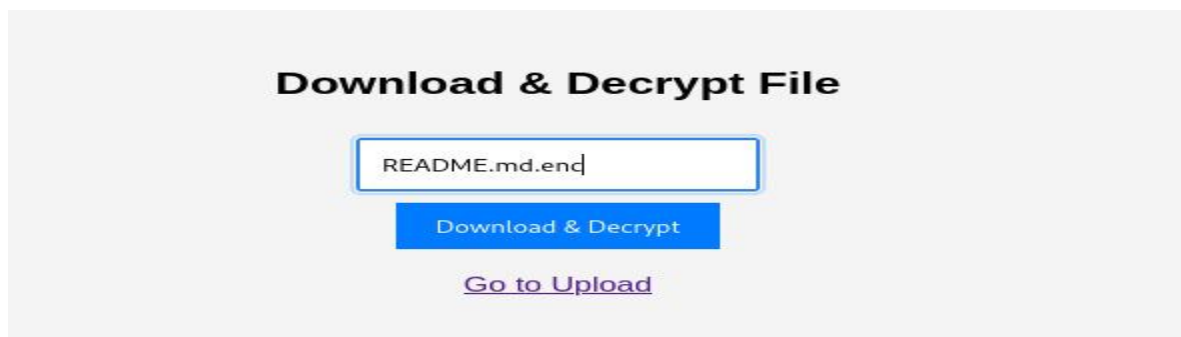 Download & Decrypt File
README.md.enc
Download & Decrypt
Go to Upload